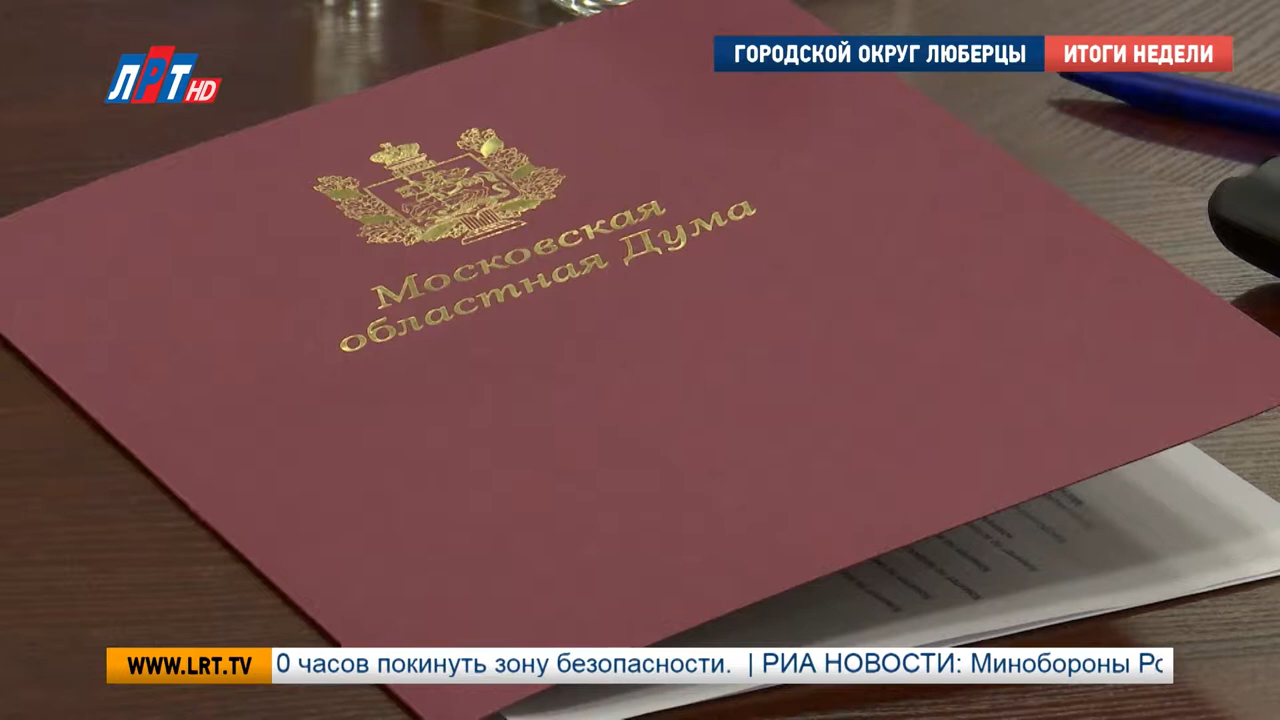 ЛРТ HD
ГОРОДСКОЙ ОКРУГ ЛЮБЕРЦЫ ИТОГИ НЕДЕЛИ
Московская
областная Дума
WWW.LRT.TV 0 часов покинуть зону безопасности. | РИА НОВОСТИ: Минобороны Рс